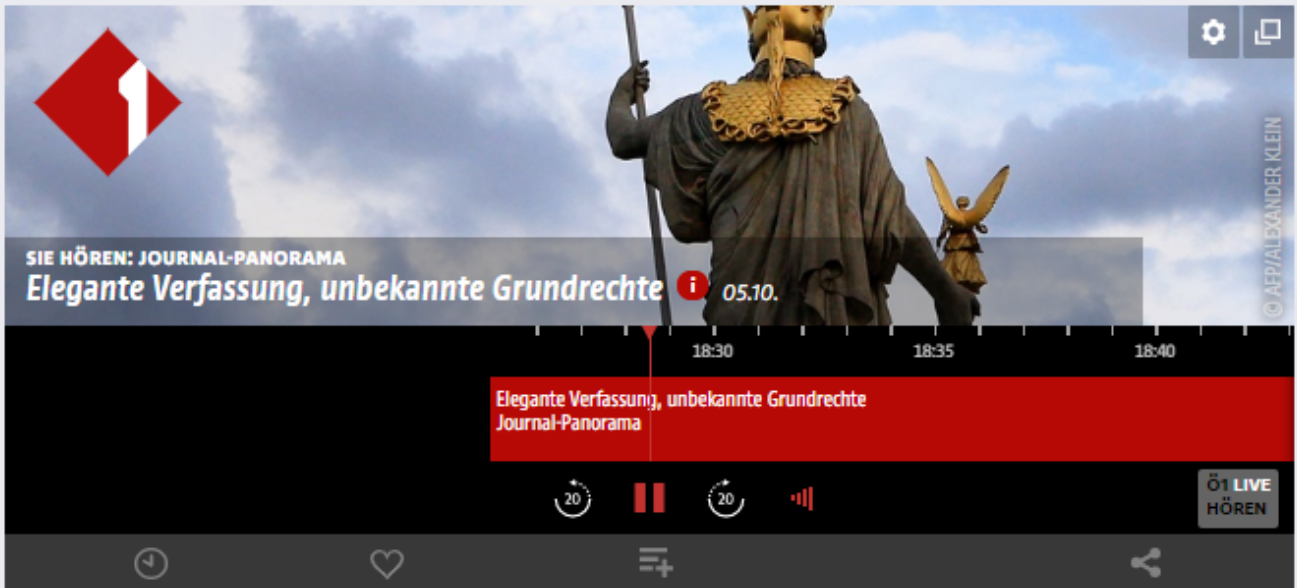 1
© AFP/ALEXANDER KLEIN
SIE HÖREN: JOURNAL-PANORAMA
Elegante Verfassung, unbekannte Grundrechte i 05.10.
18:30 18:35 18:40
Elegante Verfassung, unbekannte Grundrechte
Journal-Panorama
20 20
Ö1 LIVE
HÖREN